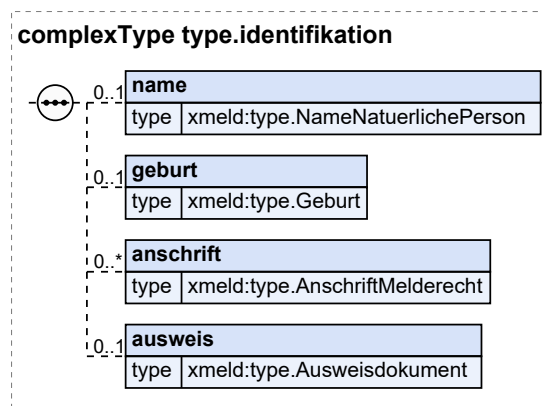 complexType type.identifikation
0..1 name
type xmeld:type.NameNatuerlichePerson
0..1 geburt
type xmeld:type.Geburt
0..* anschrift
type xmeld:type.AnschriftMelderecht
0..1 ausweis
type xmeld:type.Ausweisdokument